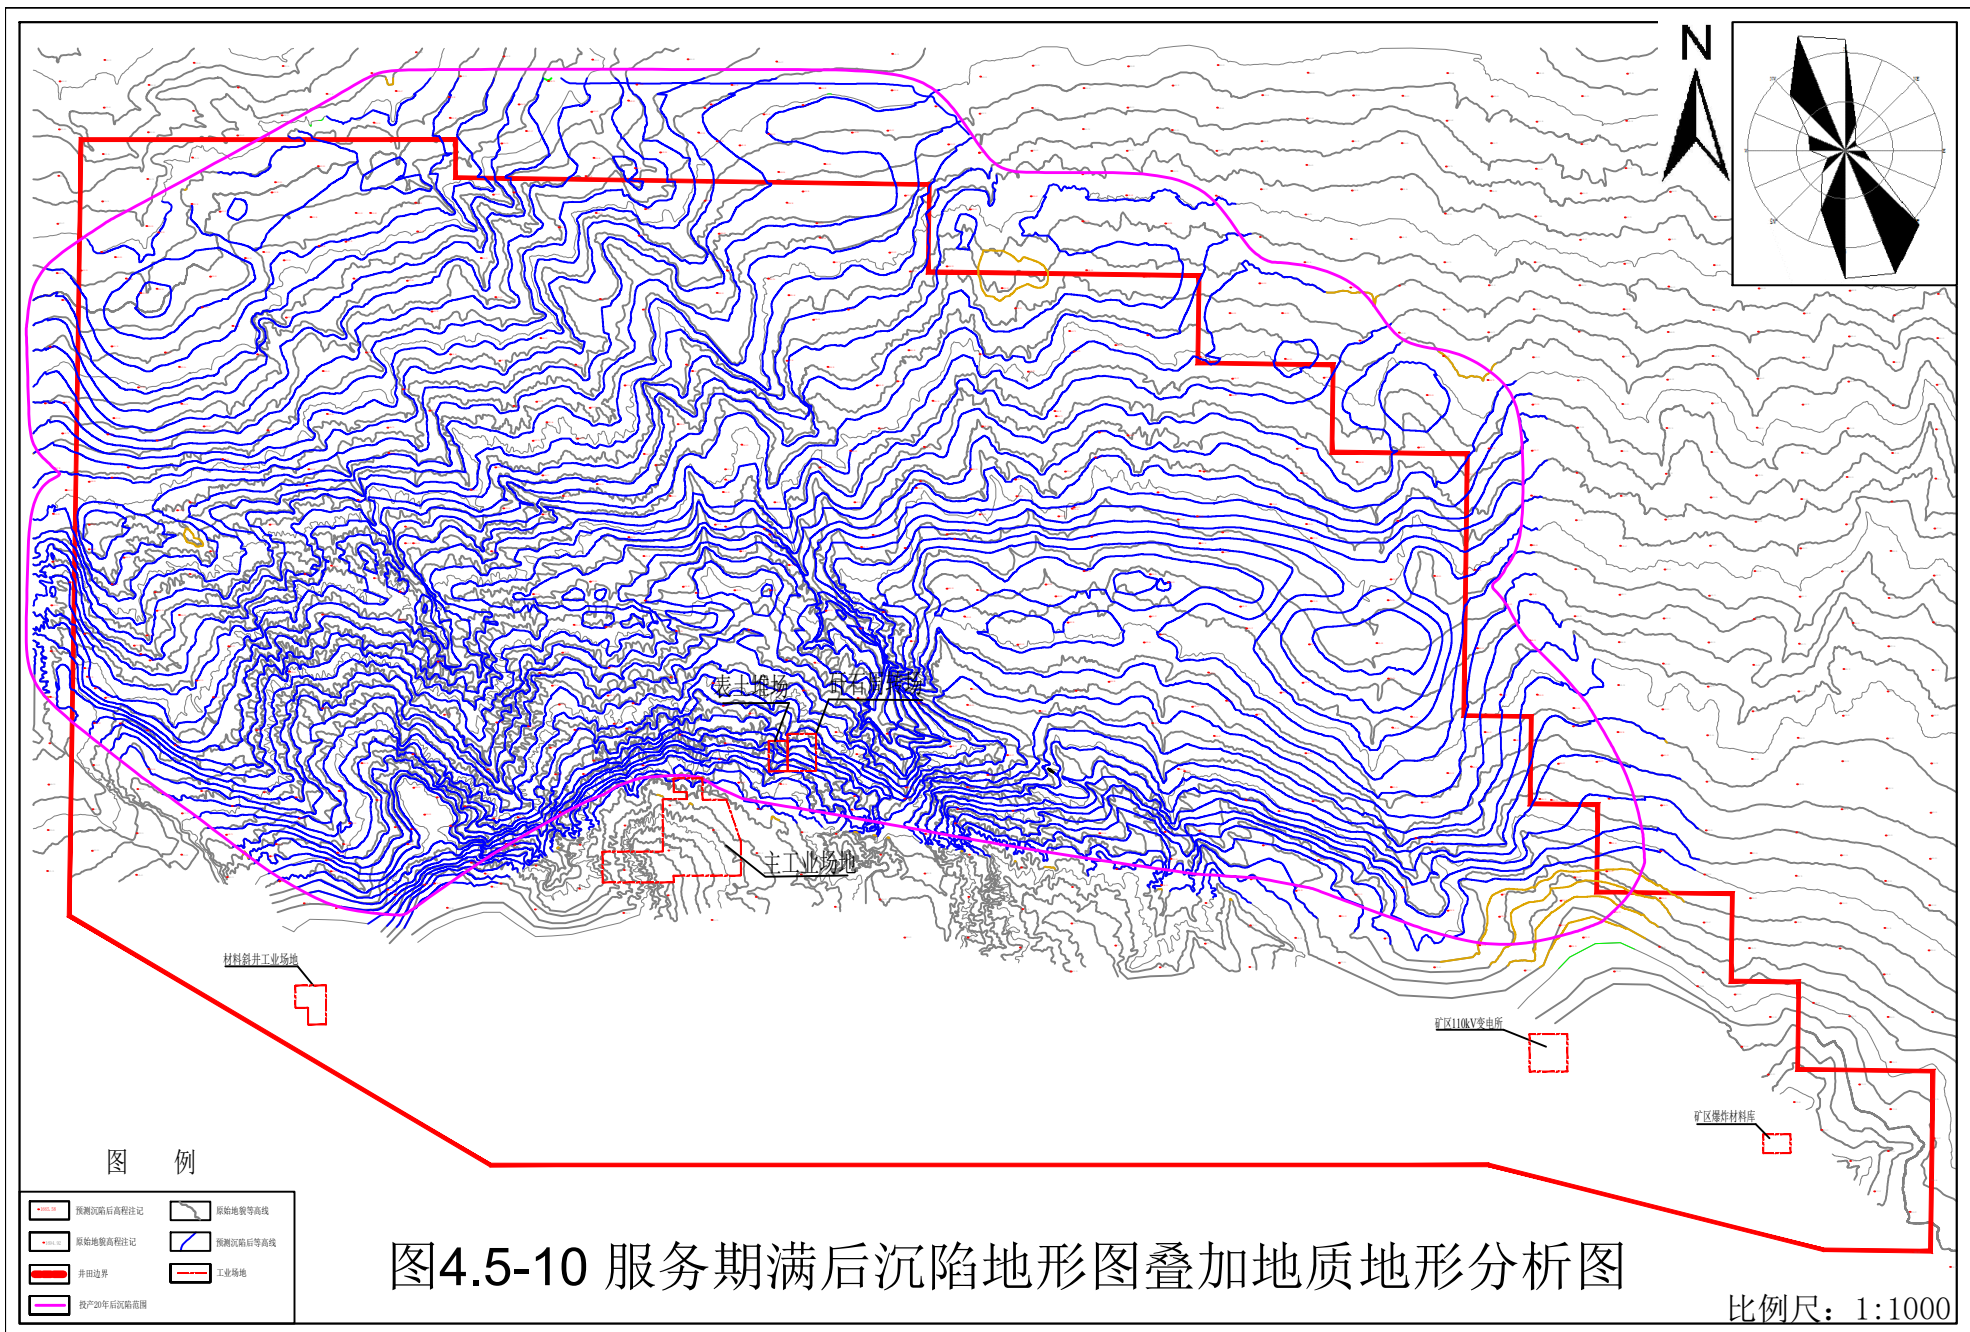 N
表土堆场
矸石周转场
主工业场地
材料斜井工业场地
矿区110kV变电所
矿区爆炸材料库
图 例
预测沉陷后高程注记
原始地貌等高线
原始地貌高程注记
预测沉陷后等高线
井田边界
工业场地
投产20年后沉陷范围
图4.5-10 服务期满后沉陷地形图叠加地质地形分析图
比例尺：1:1000